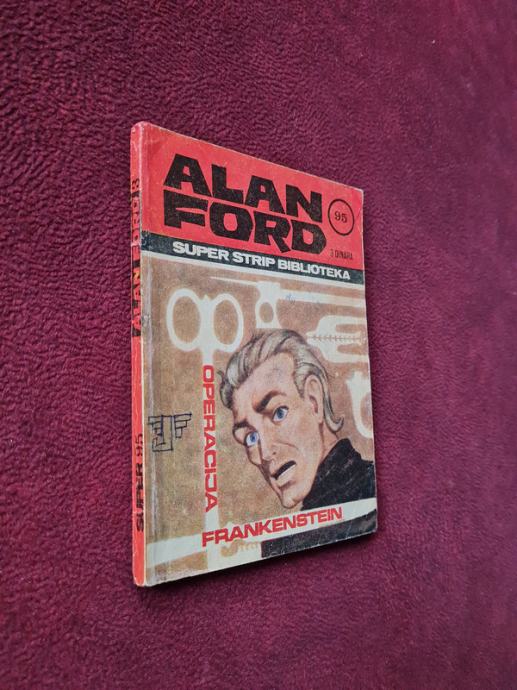 ALAN
FORD
95
3 DINARA
SUPER STRIP BIBLIOTEKA
OPERACIJA
FRANKENSTEIN
ALAN FORD
SUPER 95